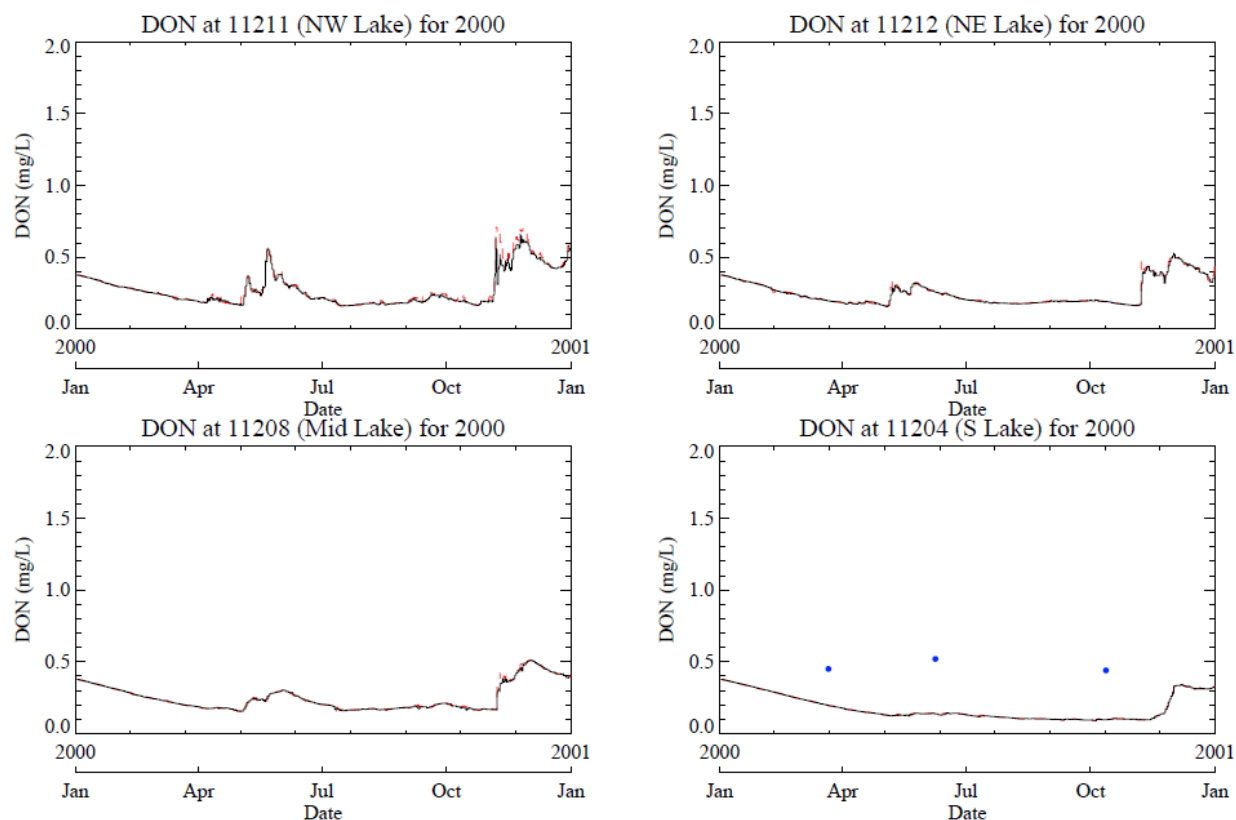 DON at 11211 (NW Lake) for 2000
DON (mg/L)
2.0
1.5
1.0
0.5
0.0
2000 2001
Jan Apr Jul Oct Jan
Date
DON at 11212 (NE Lake) for 2000
DON (mg/L)
2.0
1.5
1.0
0.5
0.0
2000 2001
Jan Apr Jul Oct Jan
Date
DON at 11208 (Mid Lake) for 2000
DON (mg/L)
2.0
1.5
1.0
0.5
0.0
2000 2001
Jan Apr Jul Oct Jan
Date
DON at 11204 (S Lake) for 2000
DON (mg/L)
2.0
1.5
1.0
0.5
0.0
2000 2001
Jan Apr Jul Oct Jan
Date